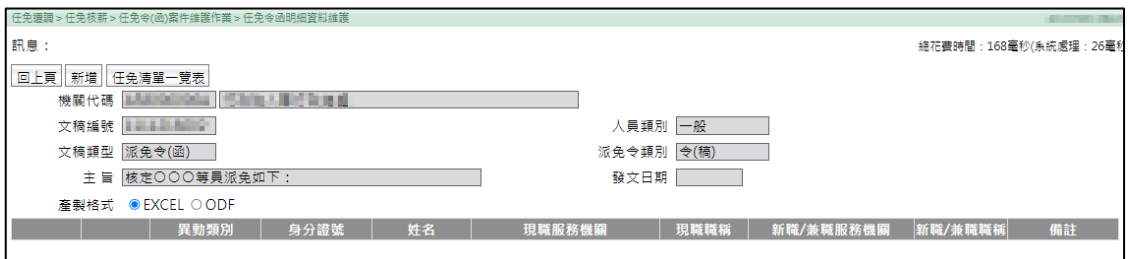 任免遷調>任免核薪>任免令(函)案件維護作業>任免令函明細資料維護
訊息： 總花費時間：168毫秒(系統處理：26毫秒
回上頁 新增 任免清單一覽表
機關代碼
文稿編號 人員類別 一般
文稿類型 派免令(函) 派免令類別 令(稿)
主旨 核定〇〇〇等員派免如下： 發文日期
產製格式 EXCEL ODF
異動類別 身分證號 姓名 現職服務機關 現職職稱 新職/兼職服務機關 新職/兼職職稱 備註